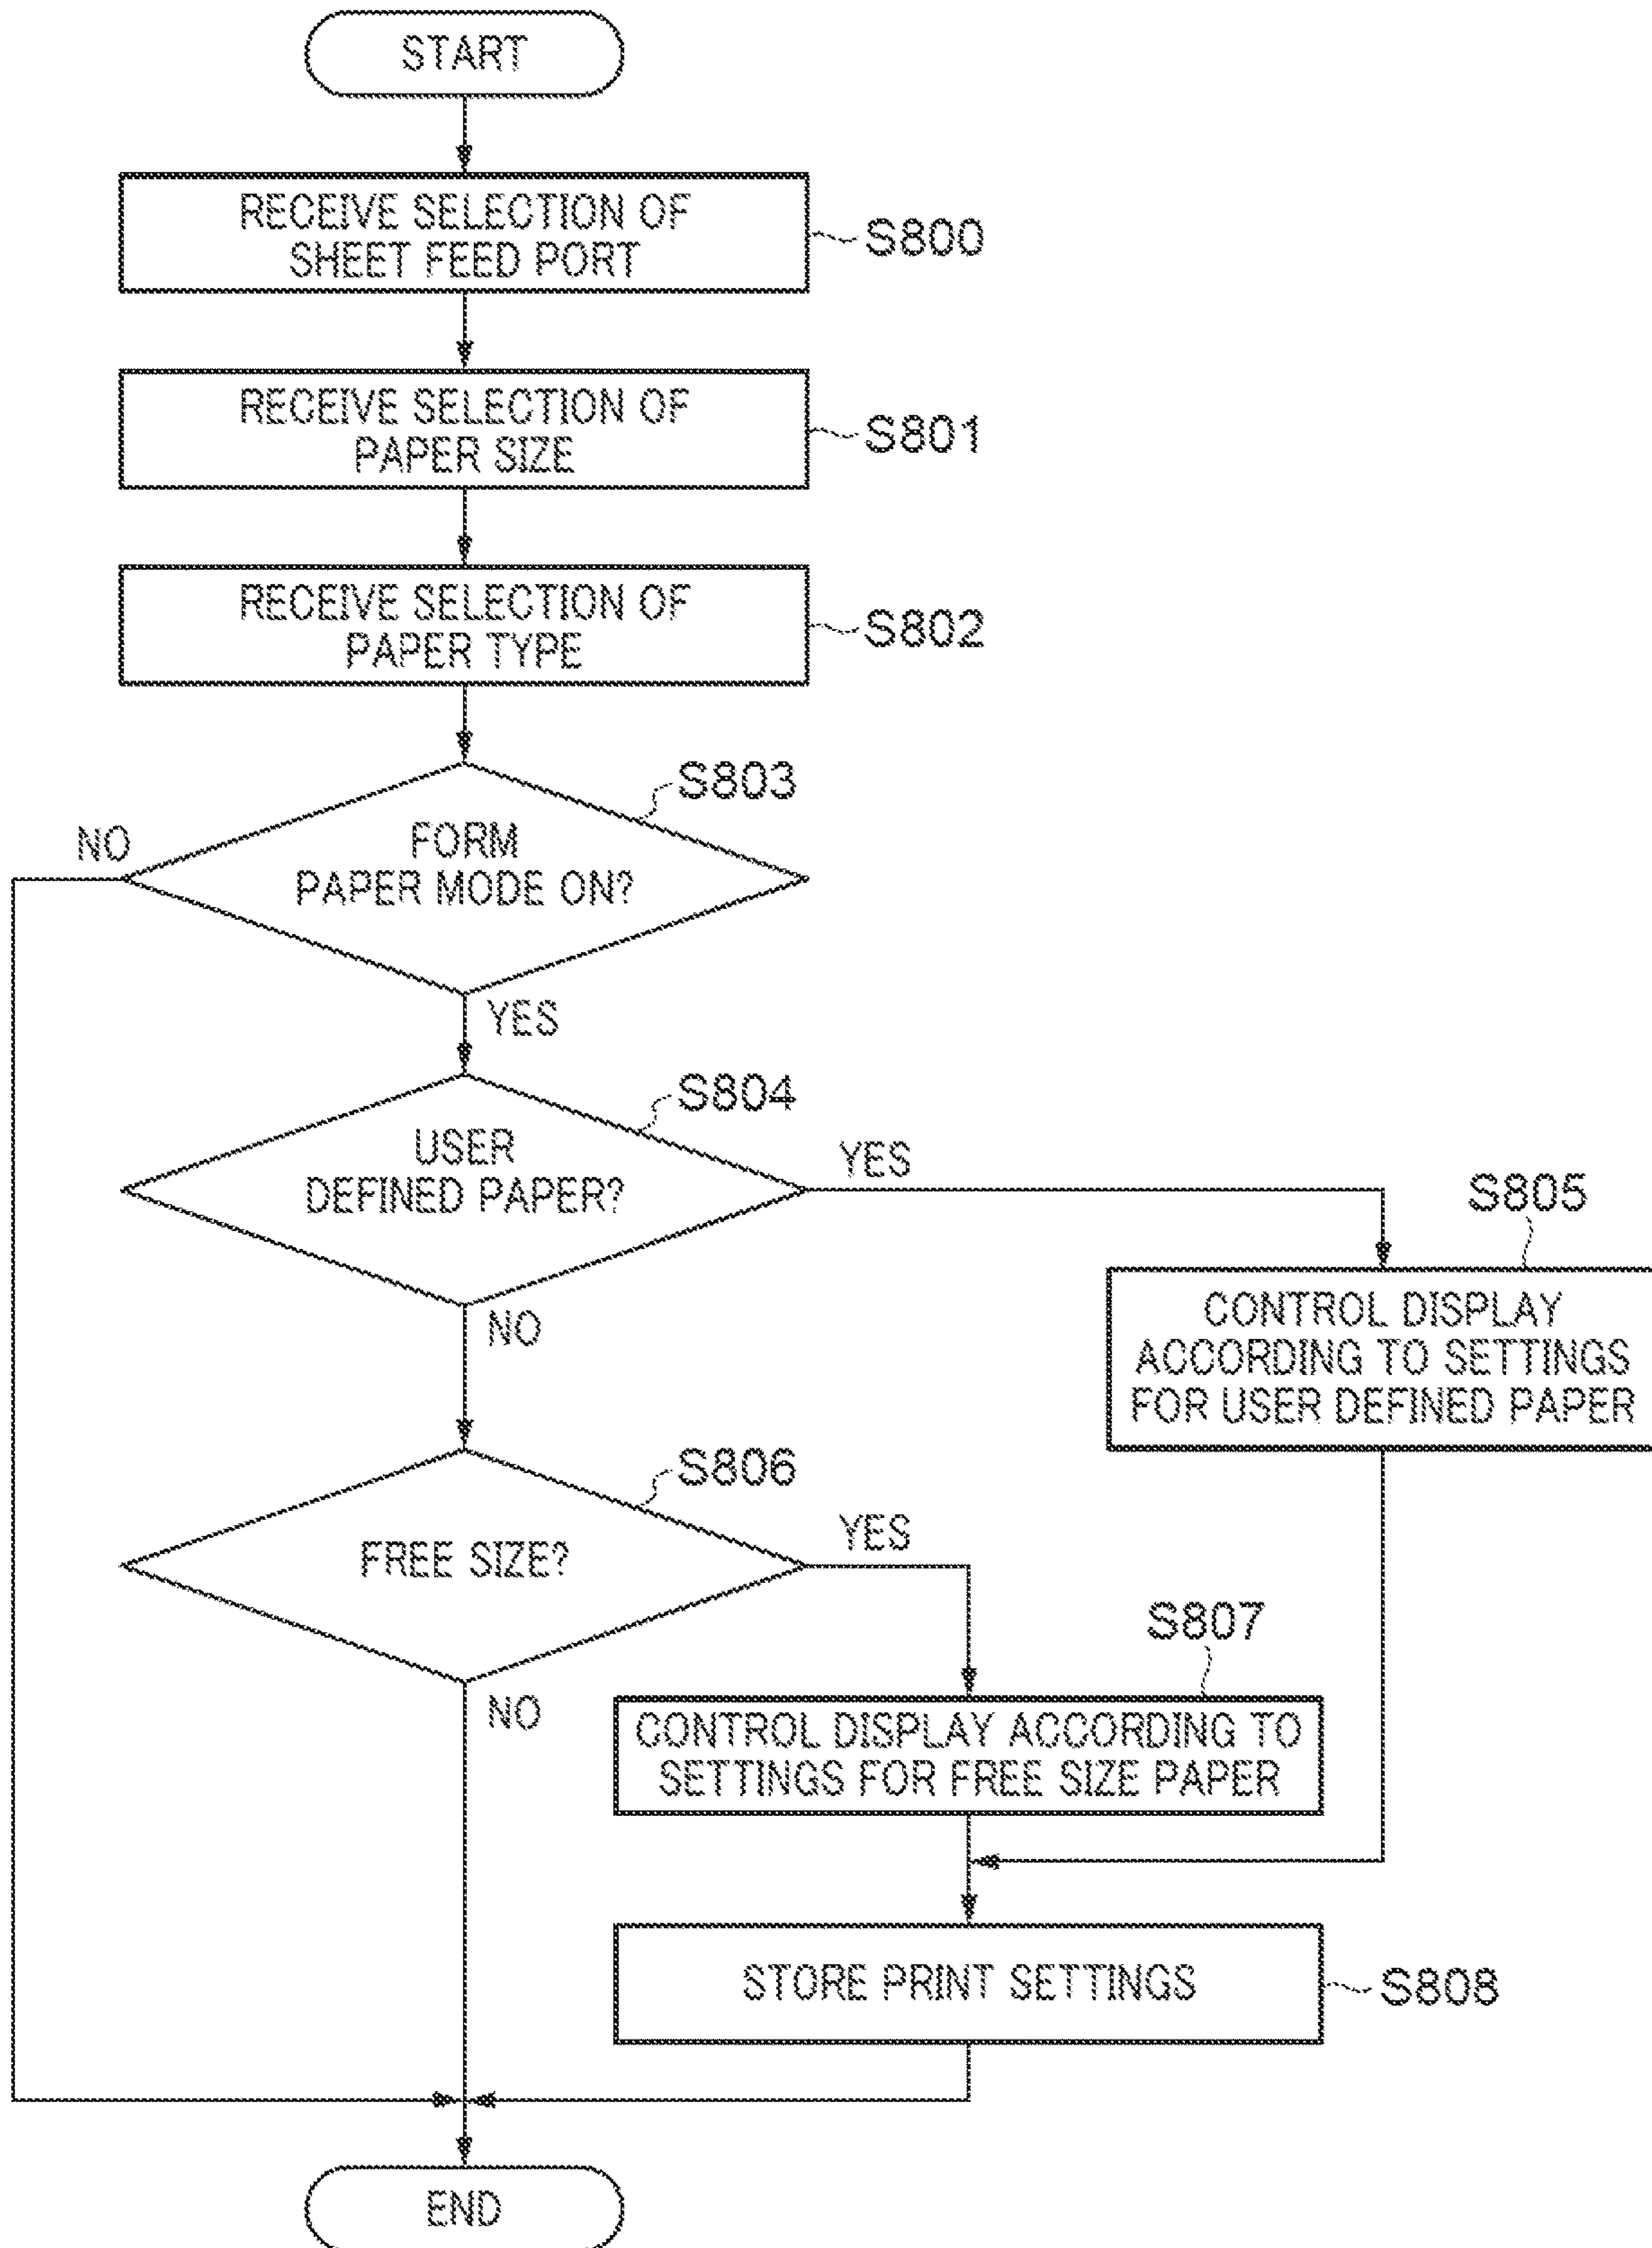 START
RECEIVE SELECTION OF
SHEET FEED PORT
S800
RECEIVE SELECTION OF
PAPER SIZE
S801
RECEIVE SELECTION OF
PAPER TYPE
S802
S803
NO
FORM
PAPER MODE ON?
YES
S804
USER
DEFINED PAPER?
YES
S805
NO
CONTROL DISPLAY
ACCORDING TO SETTINGS
FOR USER DEFINED PAPER
S806
FREE SIZE?
YES
S807
NO
CONTROL DISPLAY ACCORDING TO
SETTINGS FOR FREE SIZE PAPER
STORE PRINT SETTINGS
S808
END